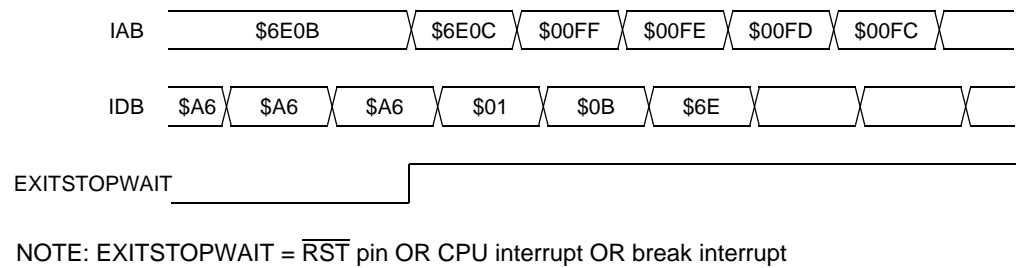 IAB $6E0B $6E0C $00FF $00FE $00FD $00FC
IDB $A6 $A6 $A6 $01 $0B $6E
EXITSTOPWAIT
NOTE: EXITSTOPWAIT = RST pin OR CPU interrupt OR break interrupt